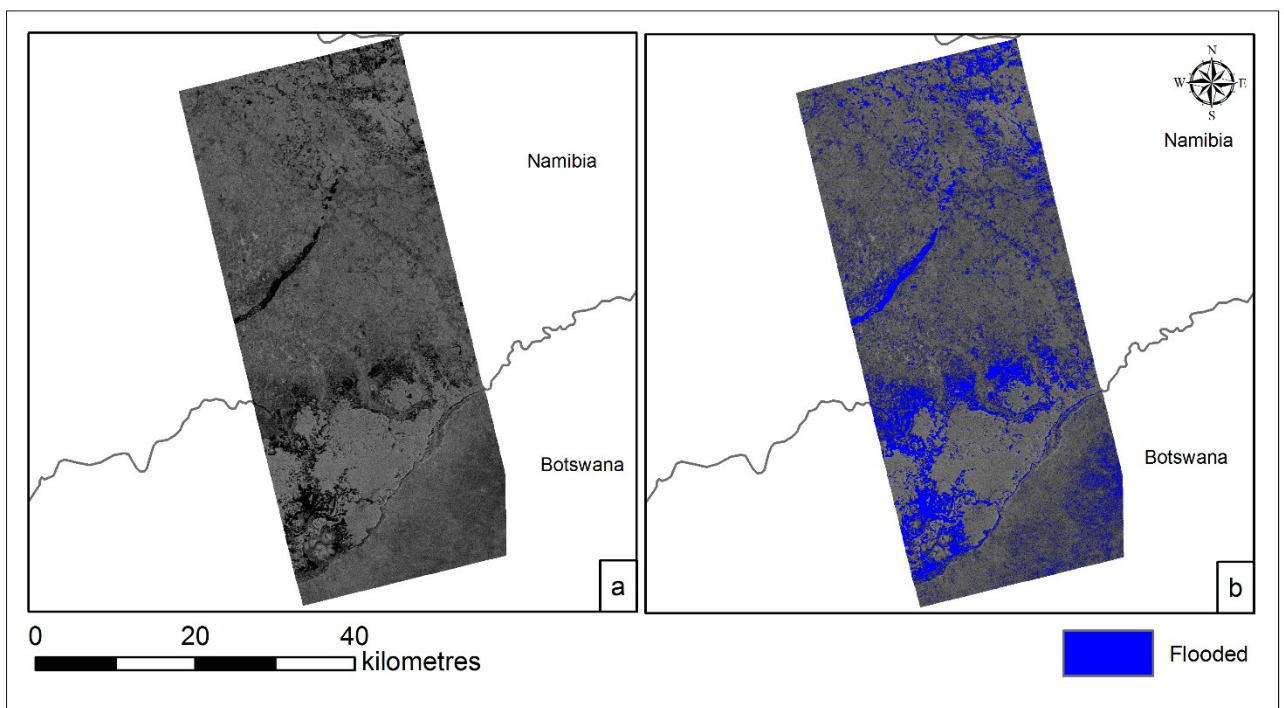 N
W E
S
Namibia
Namibia
Botswana
Botswana
a
b
0 20 40
kilometres
Flooded